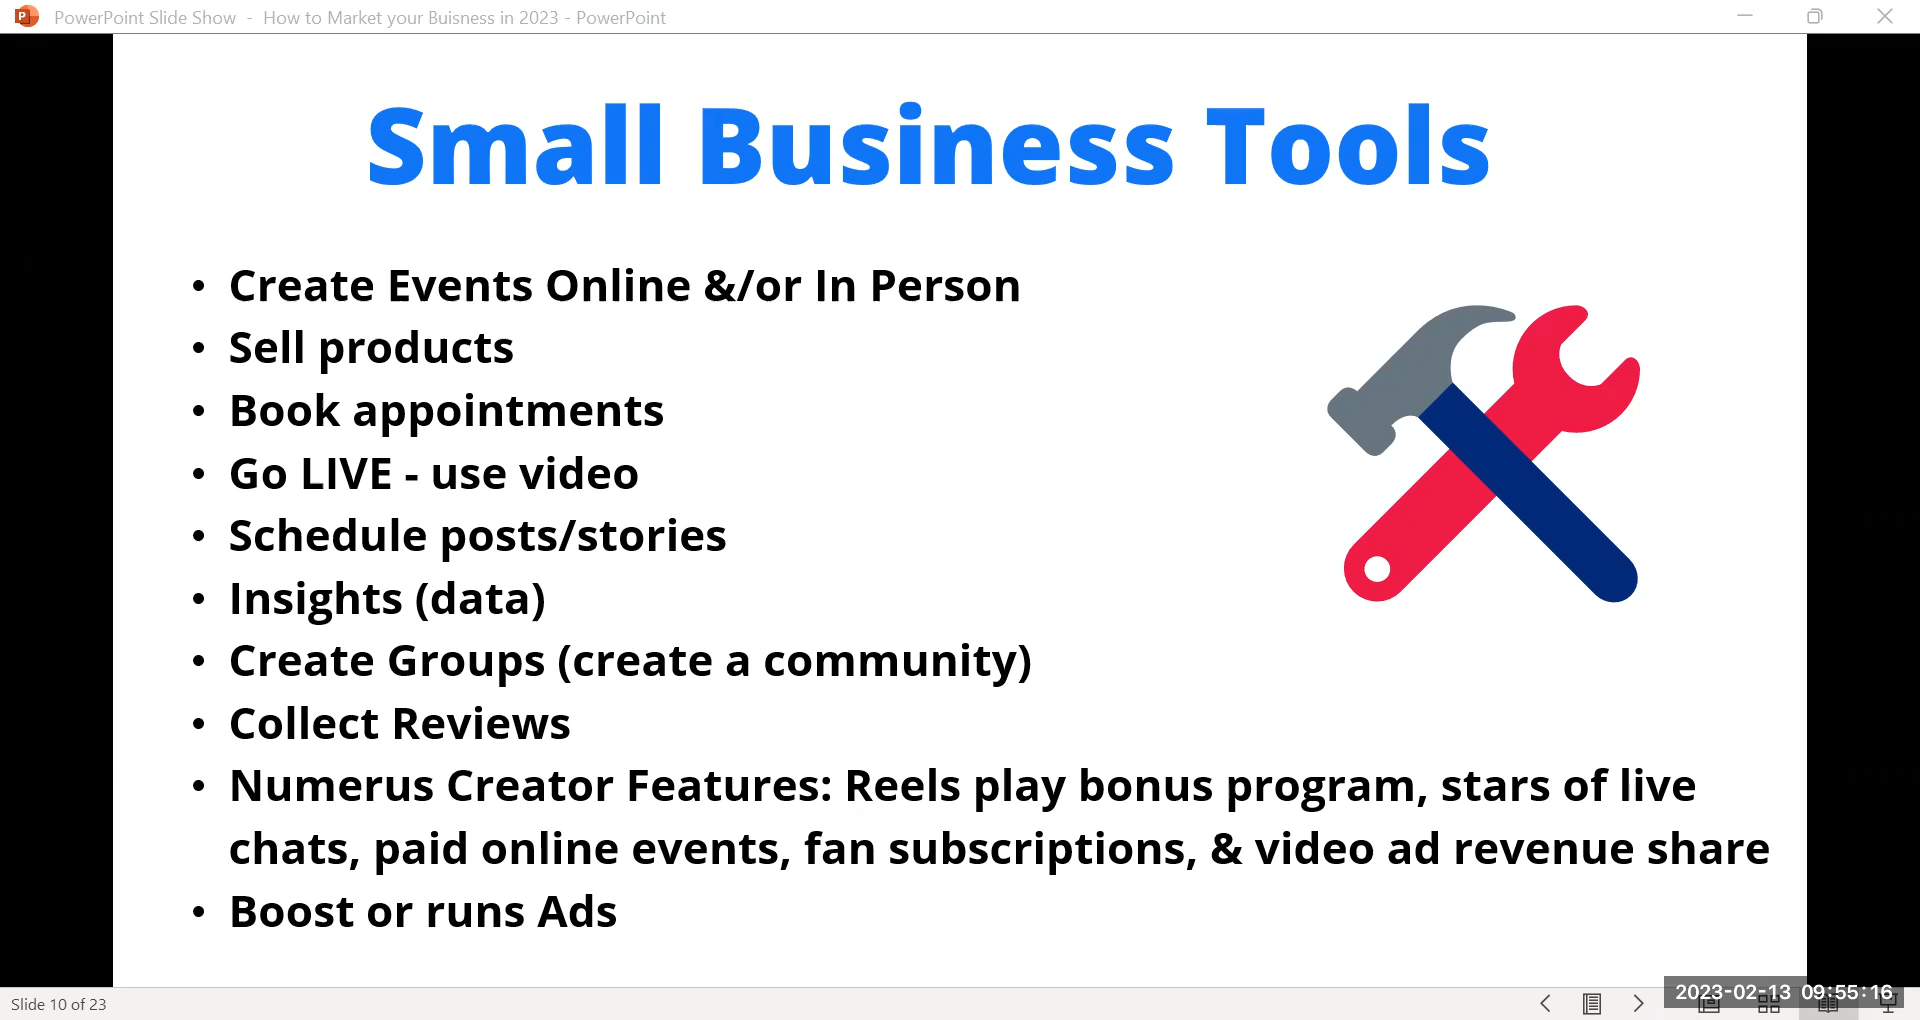 PowerPoint Slide Show - How to Market your Buisness in 2023 - PowerPoint
Small Business Tools
• Create Events Online &/or In Person
• Sell products
• Book appointments
• Go LIVE - use video
• Schedule posts/stories
• Insights (data)
• Create Groups (create a community)
• Collect Reviews
• Numerus Creator Features: Reels play bonus program, stars of live
chats, paid online events, fan subscriptions, & video ad revenue share
• Boost or runs Ads
Slide 10 of 23
2023-02-13 09:55:16